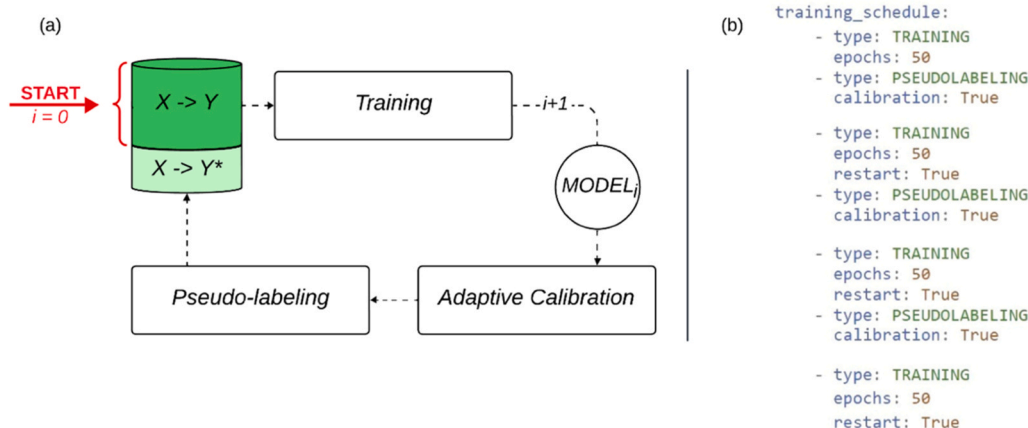 (a)
START
i = 0
X -> Y
X -> Y*
Training
i+1
MODELi
Adaptive Calibration
Pseudo-labeling
(b)
training_schedule:
- type: TRAINING
epochs: 50
- type: PSEUDOLABELING
calibration: True
- type: TRAINING
epochs: 50
restart: True
- type: PSEUDOLABELING
calibration: True
- type: TRAINING
epochs: 50
restart: True
- type: PSEUDOLABELING
calibration: True
- type: TRAINING
epochs: 50
restart: True